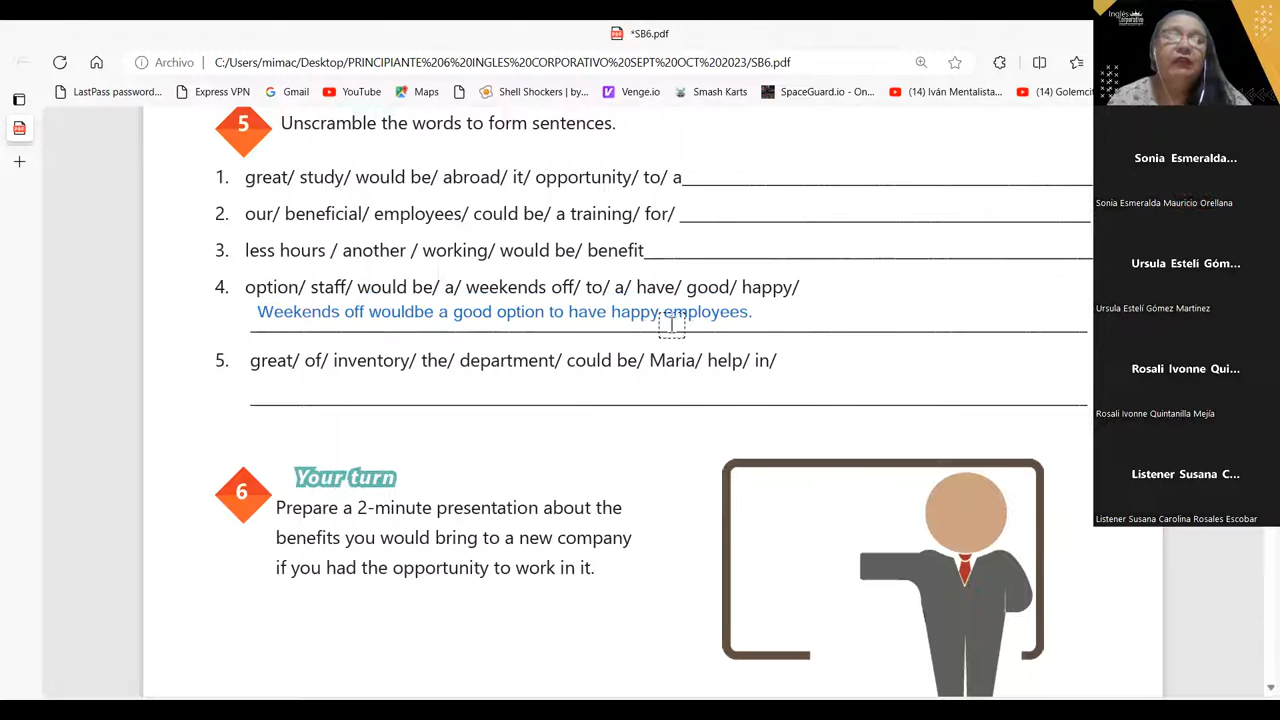 *SB6.pdf
Archivo
C:/Users/mimac/Desktop/PRINCIPIANTE%206%20INGLES%20CORPORATIVO%20SEPT%20OCT%202023/SB6.pdf
LastPass password...
Express VPN
Gmail
YouTube
Maps
Shell Shockers | by...
Venge.io
Smash Karts
SpaceGuard.io - On...
(14) Iván Mentalista...
(14) Golemcit
5
Unscramble the words to form sentences.
1. great/ study/ would be/ abroad/ it/ opportunity/ to/ a
2. our/ beneficial/ employees/ could be/ a training/ for/
3. less hours / another / working/ would be/ benefit
4. option/ staff/ would be/ a/ weekends off/ to/ a/ have/ good/ happy/
Weekends off wouldbe a good option to have happy employees.
5. great/ of/ inventory/ the/ department/ could be/ Maria/ help/ in/
6
Your turn
Prepare a 2-minute presentation about the
benefits you would bring to a new company
if you had the opportunity to work in it.
Inglés
Corporativo
Sonia Esmeralda...
Sonia Esmeralda Mauricio Orellana
Ursula Estelí Góm...
Ursula Estelí Gómez Martinez
Rosali Ivonne Qui...
Rosali Ivonne Quintanilla Mejía
Listener Susana C...
Listener Susana Carolina Rosales Escobar